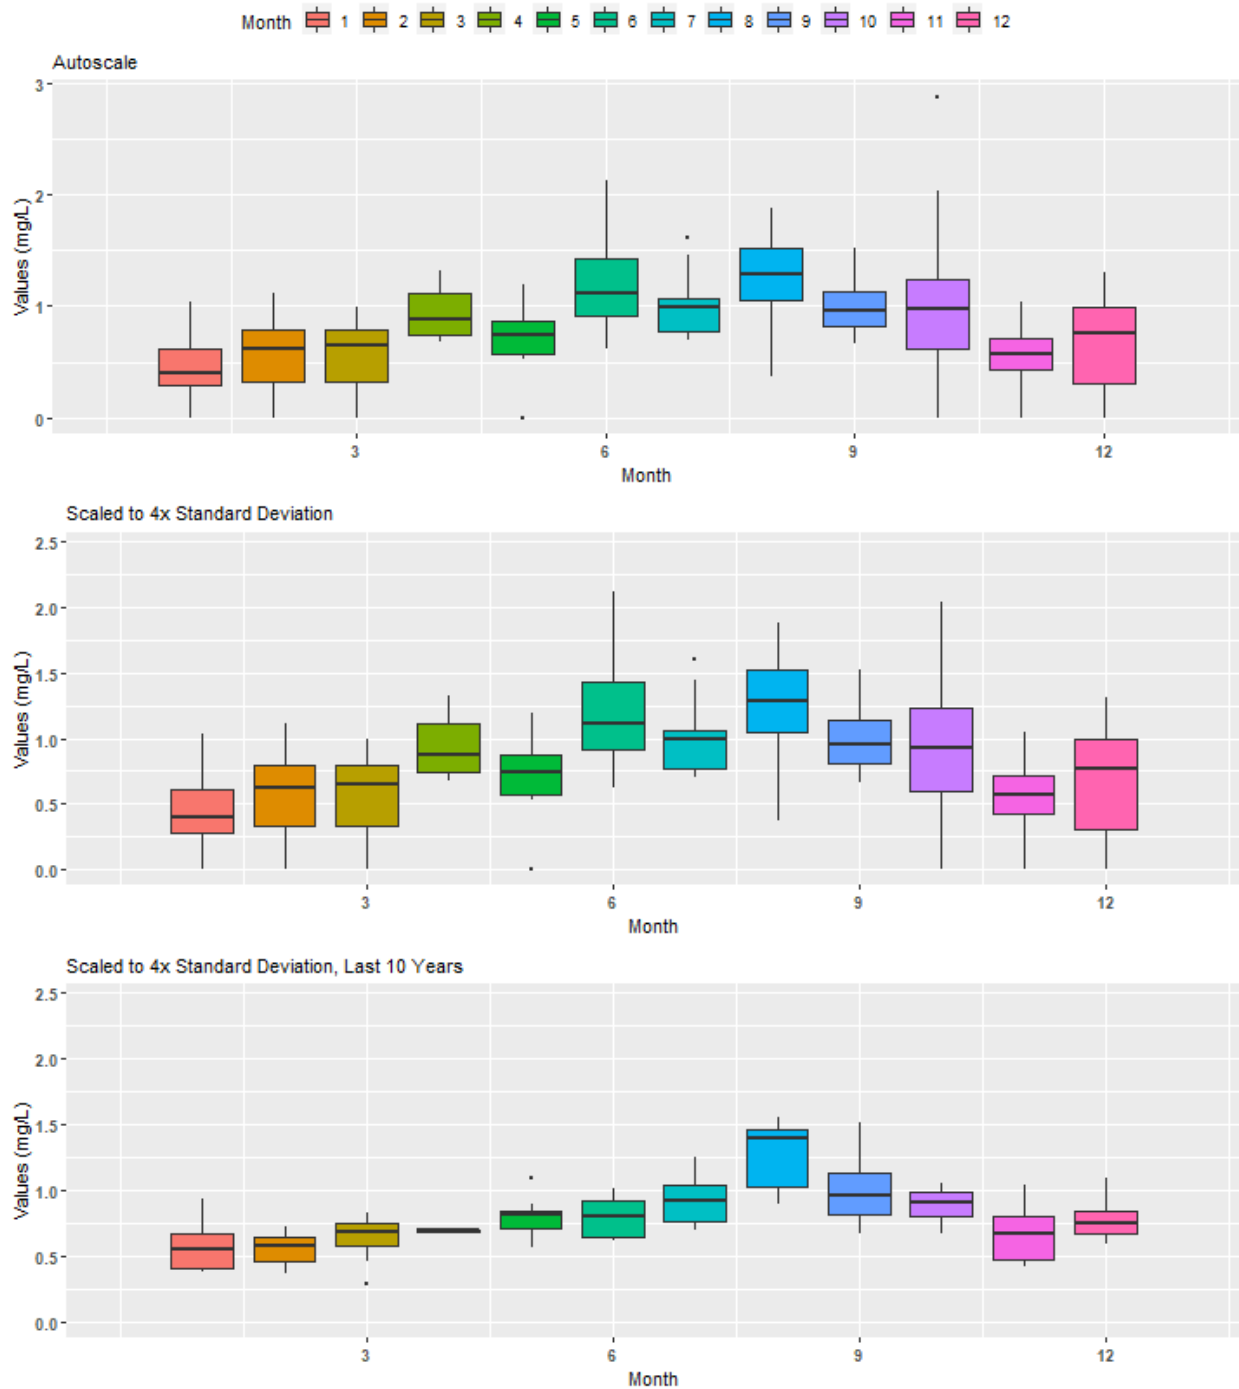 Month 1 2 3 4 5 6 7 8 9 10 11 12
Autoscale
Values (mg/L)
3
2
1
0
3 6 9 12
Month
Scaled to 4x Standard Deviation
Values (mg/L)
2.5
2.0
1.5
1.0
0.5
0.0
3 6 9 12
Month
Scaled to 4x Standard Deviation, Last 10 Years
Values (mg/L)
2.5
2.0
1.5
1.0
0.5
0.0
3 6 9 12
Month